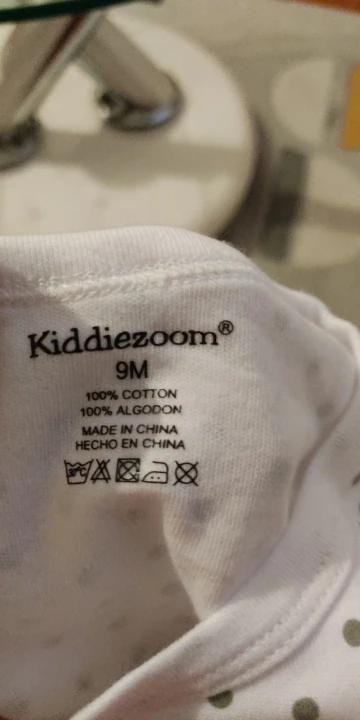 Kiddiezoom®
9M
100% COTTON
100% ALGODON
MADE IN CHINA
HECHO EN CHINA